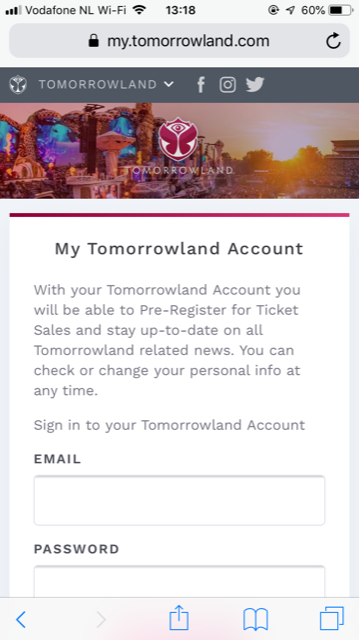 Vodafone NL Wi-Fi 13:18 60%
my.tomorrowland.com
TOMORROWLAND
TOMORROWLAND
My Tomorrowland Account
With your Tomorrowland Account you
will be able to Pre-Register for Ticket
Sales and stay up-to-date on all
Tomorrowland related news. You can
check or change your personal info at
any time.
Sign in to your Tomorrowland Account
EMAIL
PASSWORD